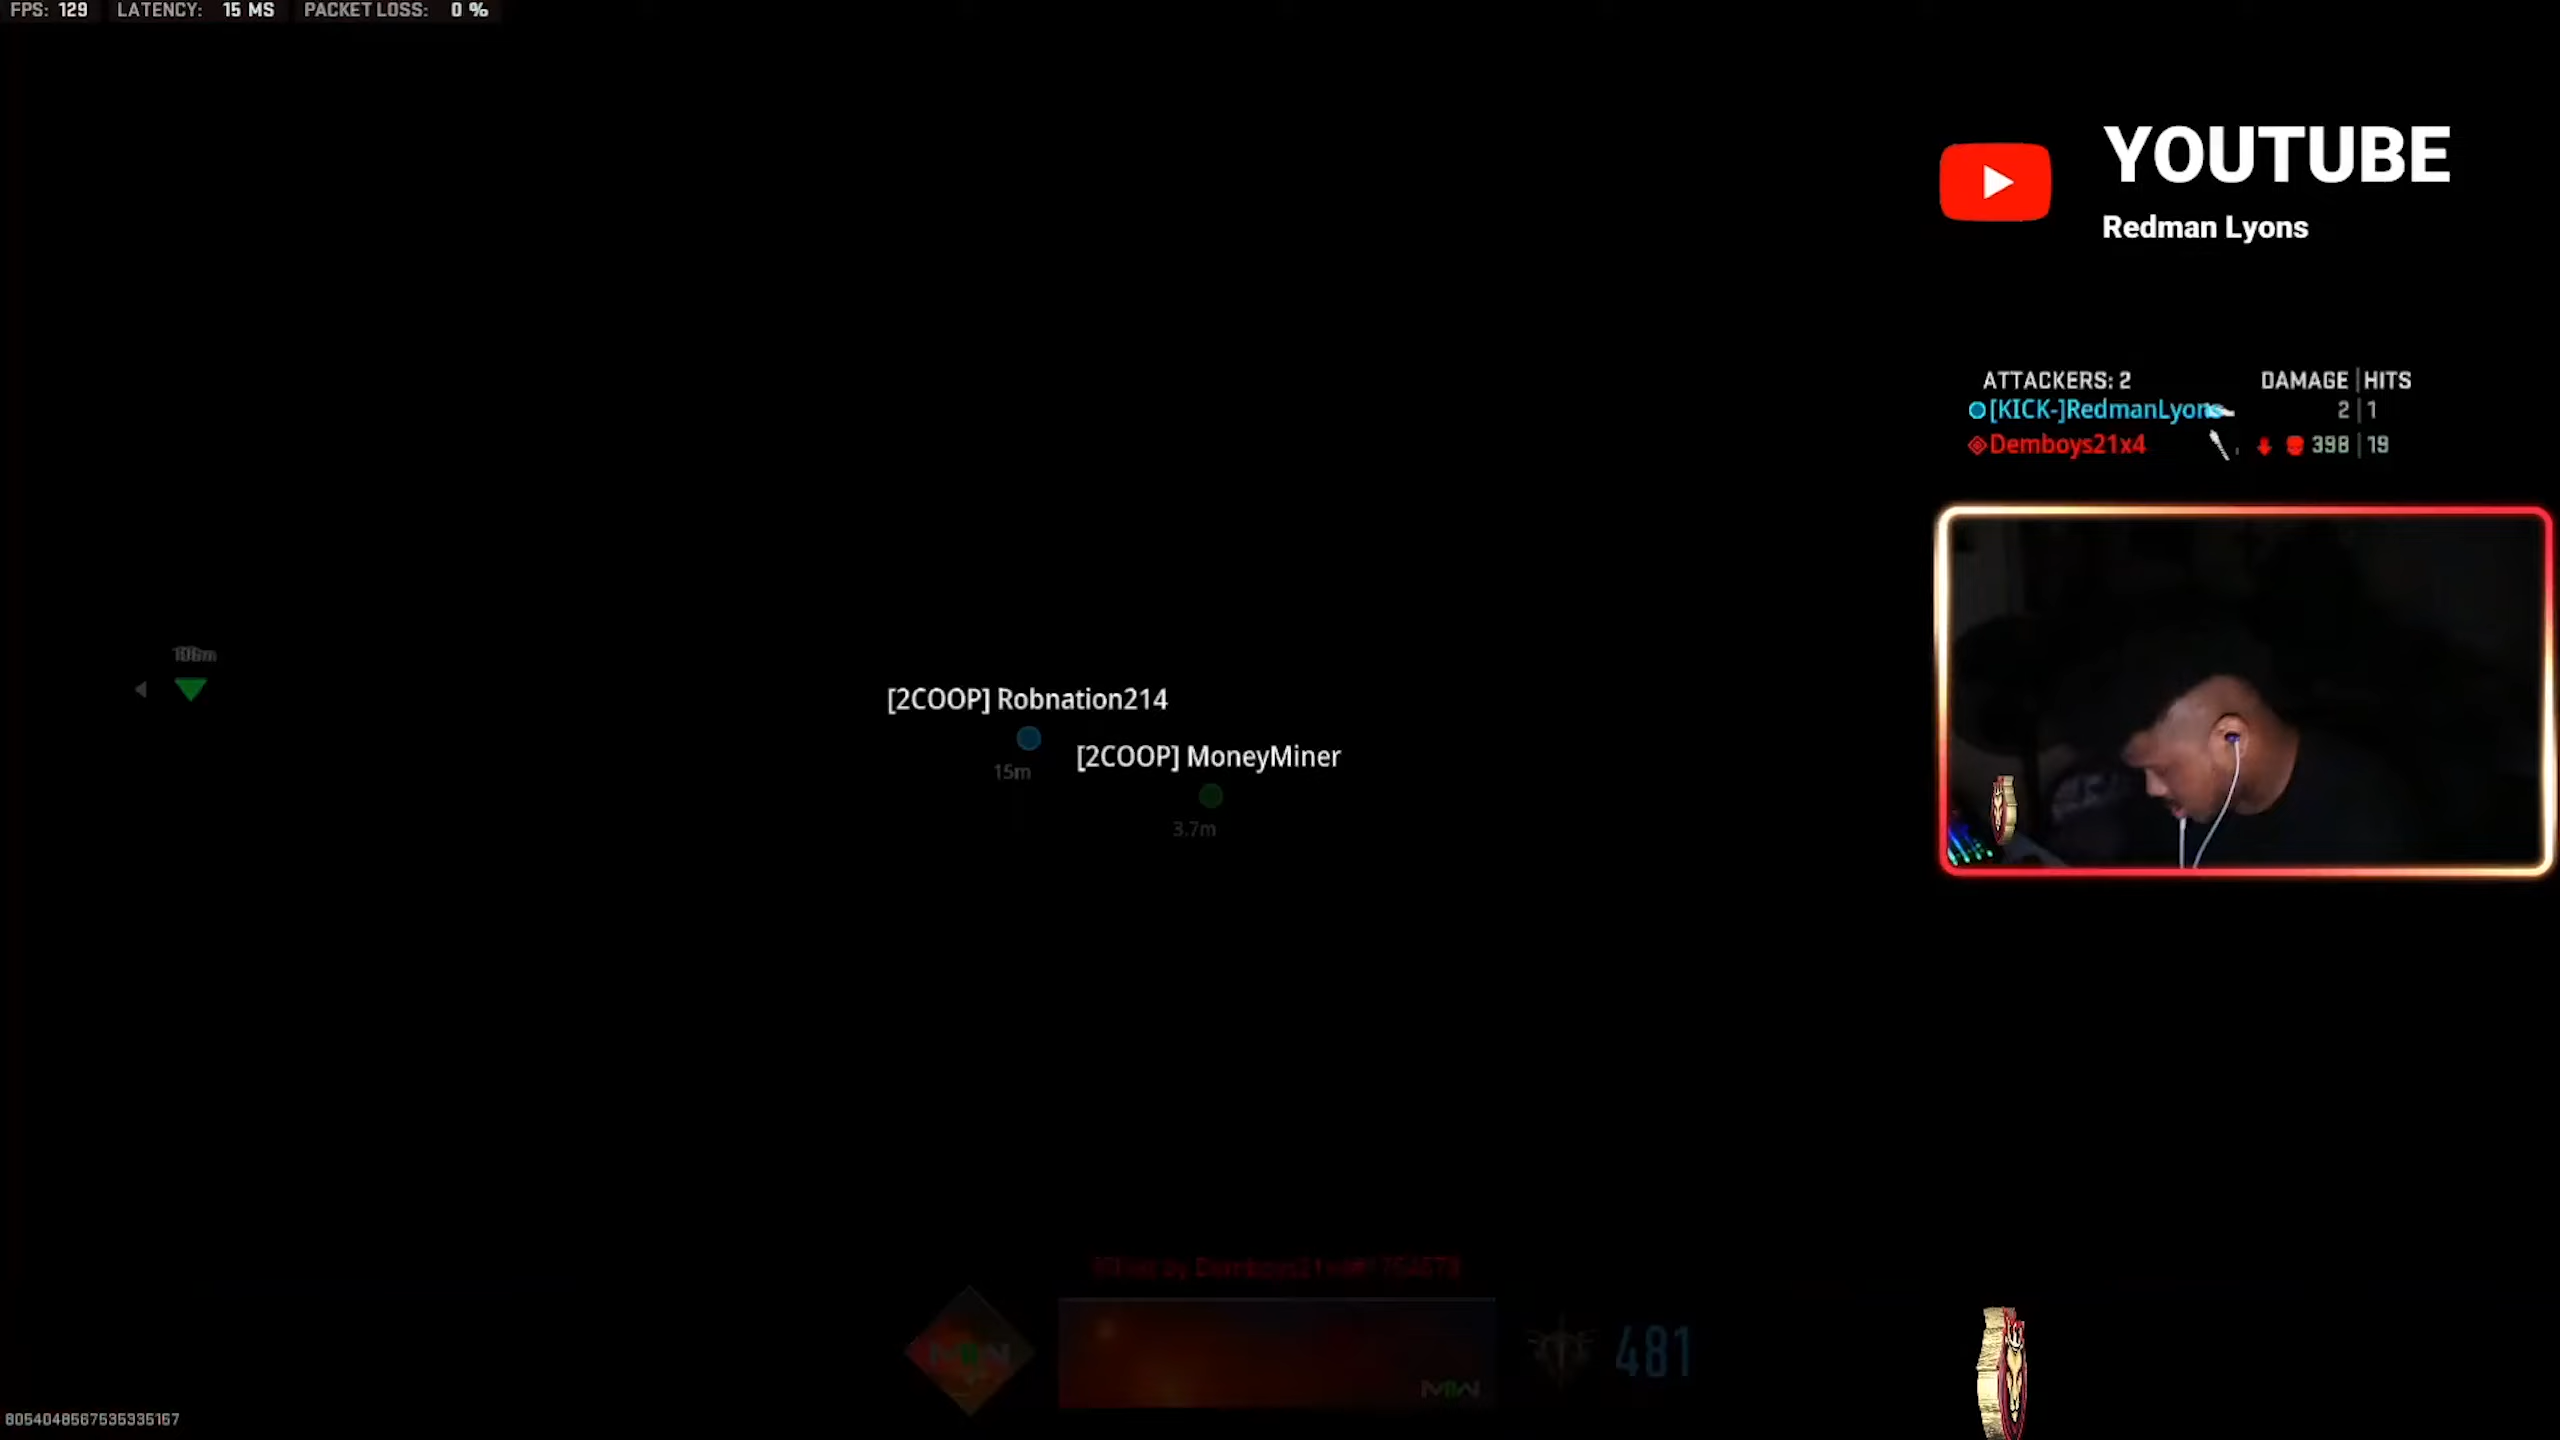 FPS: 129 LATENCY: 15 MS PACKET LOSS: 0 %
YOUTUBE
Redman Lyons
ATTACKERS: 2 DAMAGE HITS
[KICK-]RedmanLyons 2 1
Demboys21x4 398 19
[2COOP] Robnation214
15m
[2COOP] MoneyMiner
3.7m
481
MW
8054048567535335167